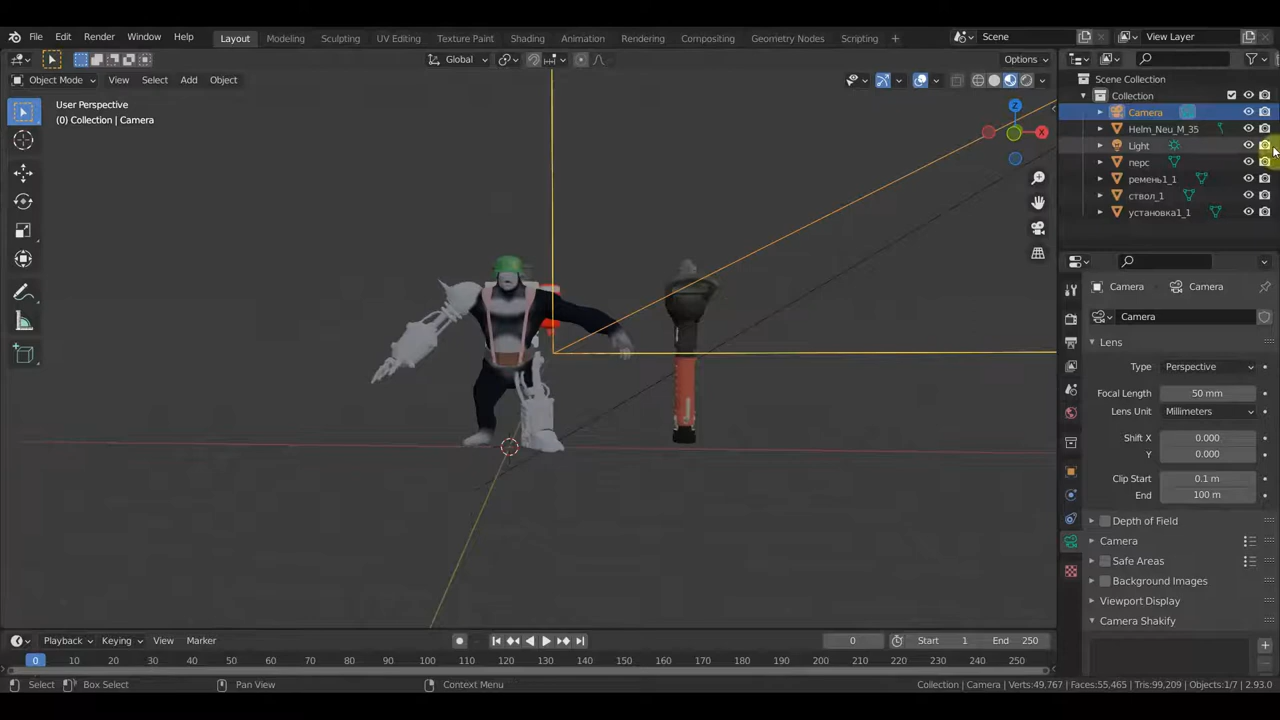 File Edit Render Window Help Layout Modeling Sculpting UV Editing Texture Paint Shading Animation Rendering Compositing Geometry Nodes Scripting + Scene View Layer
Global Options
Object Mode View Select Add Object
User Perspective
(0) Collection | Camera
Z
X
Scene Collection
Collection
Camera
Helm_Neu_M_35
Light
перс
ремень1_1
ствол_1
установка1_1
Camera Camera
Camera
Lens
Type Perspective
Focal Length 50 mm
Lens Unit Millimeters
Shift X 0.000
Y 0.000
Clip Start 0.1 m
End 100 m
Depth of Field
Camera
Safe Areas
Background Images
Viewport Display
Camera Shakify
Playback Keying View Marker 0 Start 1 End 250
0 10 20 30 40 50 60 70 80 90 100 110 120 130 140 150 160 170 180 190 200 210 220 230 240 250
Select Box Select Pan View Context Menu Collection | Camera | Verts:49,767 | Faces:55,465 | Tris:99,209 | Objects:1/7 | 2.93.0